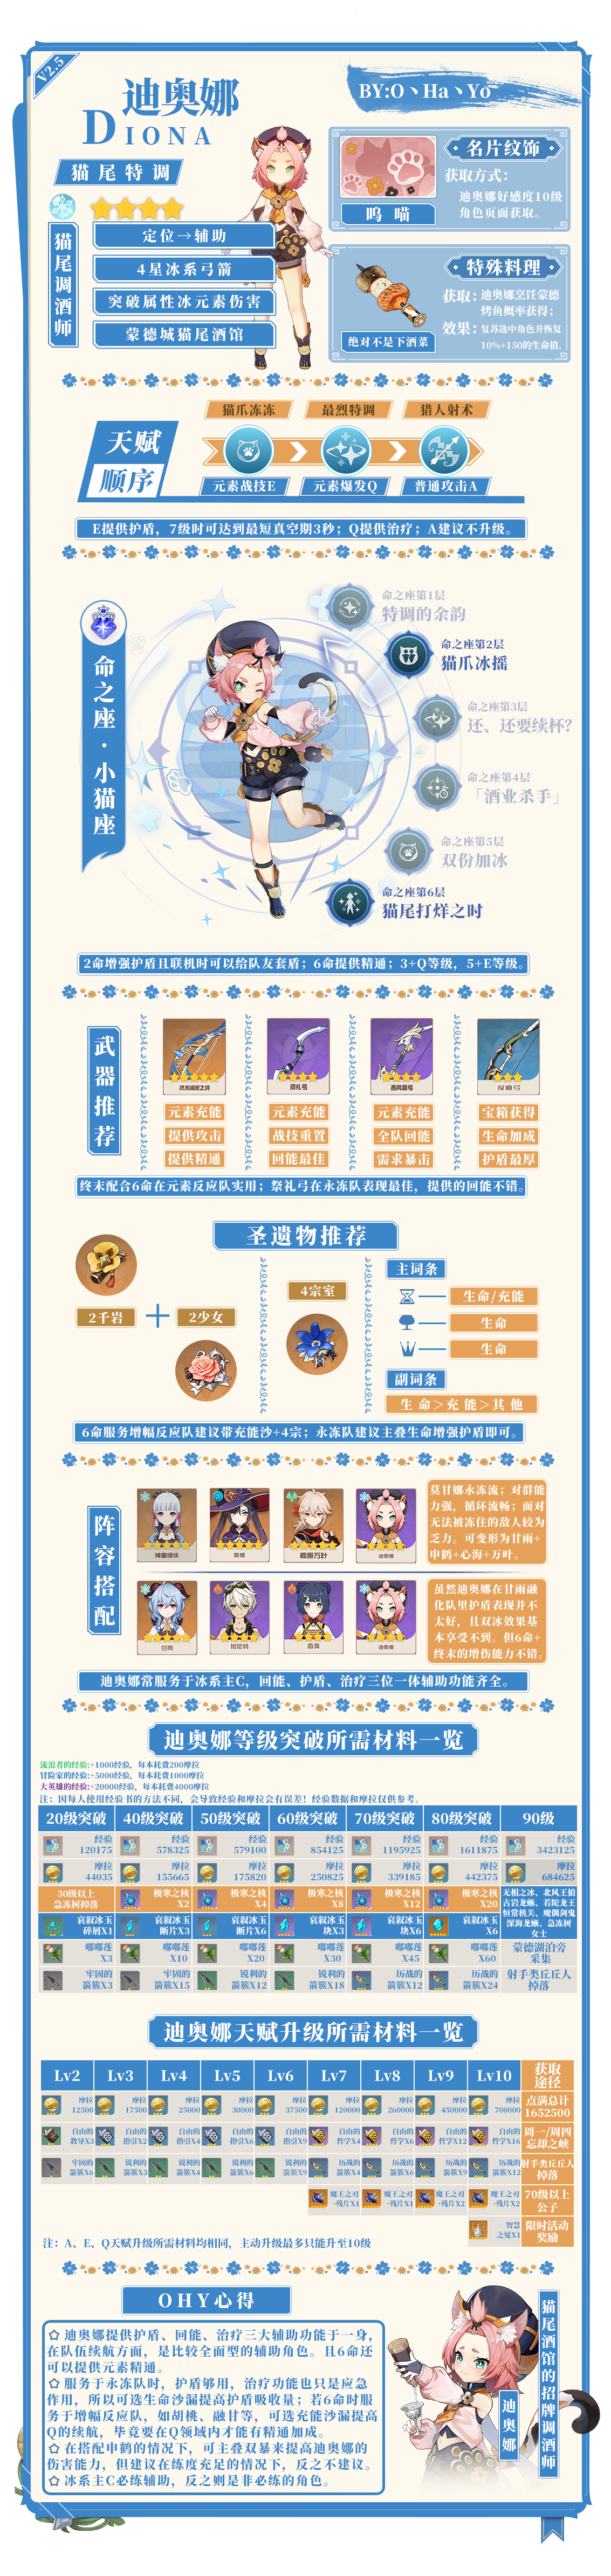 V2.5
迪奥娜
DIONA
BY:O丶Ha丶Yo
猫尾特调
猫尾调酒师
定位→辅助
4星冰系弓箭
突破属性冰元素伤害
蒙德城猫尾酒馆
名片纹饰
获取方式：
迪奥娜好感度10级
角色页面获取。
呜喵
特殊料理
获取：迪奥娜烹饪蒙德
烤鱼概率获得；
效果：复苏选中角色并恢复
10%+150的生命值。
绝对不是下酒菜
天赋
顺序
猫爪冻冻
最烈特调
猎人射术
元素战技E
元素爆发Q
普通攻击A
E提供护盾，7级时可达到最短真空期3秒；Q提供治疗；A建议不升级。
命之座·小猫座
命之座第1层
特调的余韵
命之座第2层
猫爪冰摇
命之座第3层
还、还要续杯？
命之座第4层
「酒业杀手」
命之座第5层
双份加冰
命之座第6层
猫尾打烊之时
2命增强护盾且联机时可以给队友套盾；6命提供精通；3+Q等级，5+E等级。
武器推荐
终末嗟叹之诗
祭礼弓
西风猎弓
反曲弓
元素充能
元素充能
元素充能
宝箱获得
提供攻击
战技重置
全队回能
生命加成
提供精通
回能最佳
需求暴击
护盾最厚
终末配合6命在元素反应队实用；祭礼弓在永冻队表现最佳，提供的回能不错。
圣遗物推荐
2千岩
+
2少女
4宗室
主词条
生命/充能
生命
生命
副词条
生命>充能>其他
6命服务增幅反应队建议带充能沙+4宗；永冻队建议主叠生命增强护盾即可。
阵容搭配
神里绫华
莫娜
枫原万叶
迪奥娜
莫甘娜永冻流；对群能
力强，循环流畅；面对
无法被冻住的敌人较为
乏力。可变形为甘雨+
申鹤+心海+万叶。
甘雨
班尼特
香菱
迪奥娜
虽然迪奥娜在甘雨融
化队里护盾表现并不
太好，且双冰效果基
本享受不到。但6命+
终末的增伤能力不错。
迪奥娜常服务于冰系主C，回能、护盾、治疗三位一体辅助功能齐全。
迪奥娜等级突破所需材料一览
流浪者的经验:+1000经验，每本耗费200摩拉
冒险家的经验:+5000经验，每本耗费1000摩拉
大英雄的经验:+20000经验，每本耗费4000摩拉
注：因每人使用经验书的方法不同，会导致经验和摩拉会有误差！经验数据和摩拉仅供参考。
20级突破 40级突破 50级突破 60级突破 70级突破 80级突破 90级
经验 经验 经验 经验 经验 经验 经验
120175 578325 579100 854125 1195925 1611875 3423125
摩拉 摩拉 摩拉 摩拉 摩拉 摩拉 摩拉
44035 155665 175820 250825 339185 442375 684625
30级以上 极寒之核 极寒之核 极寒之核 极寒之核 极寒之核
急冻树掉落 X2 X4 X8 X12 X20
无相之冰、北风王狼
古岩龙蜥、若陀龙王
恒常机关、魔偶剑鬼
深海龙蜥、急冻树
女士
哀叙冰玉 哀叙冰玉 哀叙冰玉 哀叙冰玉 哀叙冰玉 哀叙冰玉
碎屑X1 断片X3 断片X6 块X3 块X6 X6
嘟嘟莲 嘟嘟莲 嘟嘟莲 嘟嘟莲 嘟嘟莲 嘟嘟莲 蒙德湖泊旁
X3 X10 X20 X30 X45 X60 采集
牢固的 牢固的 锐利的 锐利的 历战的 历战的 射手类丘丘人
箭簇X3 箭簇X15 箭簇X12 箭簇X18 箭簇X12 箭簇X24 掉落
迪奥娜天赋升级所需材料一览
Lv2 Lv3 Lv4 Lv5 Lv6 Lv7 Lv8 Lv9 Lv10 获取
途径
摩拉 摩拉 摩拉 摩拉 摩拉 摩拉 摩拉 摩拉 摩拉 点满总计
12500 17500 25000 30000 37500 120000 260000 450000 700000 1652500
自由的 自由的 自由的 自由的 自由的 自由的 自由的 自由的 自由的 周一/周四
教导X3 指引X2 指引X4 指引X6 指引X9 哲学X4 哲学X6 哲学X12 哲学X16 忘却之峡
牢固的 锐利的 锐利的 锐利的 锐利的 历战的 历战的 历战的 历战的 射手类丘丘人
箭簇X6 箭簇X3 箭簇X4 箭簇X6 箭簇X9 箭簇X4 箭簇X6 箭簇X9 箭簇X12 掉落
魔王之刃 魔王之刃 魔王之刃 魔王之刃 70级以上
·残片X1 ·残片X1 ·残片X2 ·残片X2 公子
智慧 限时活动
之冕X1 奖励
注：A、E、Q天赋升级所需材料均相同，主动升级最多只能升至10级
OHY心得
迪奥娜提供护盾、回能、治疗三大辅助功能于一身，
在队伍续航方面，是比较全面型的辅助角色。且6命还
可以提供元素精通。
服务于永冻队时，护盾够用，治疗功能也只是应急
作用，所以可选生命沙漏提高护盾吸收量；若6命时服
务于增幅反应队，如胡桃、融甘等，可选充能沙漏提高
Q的续航，毕竟要在Q领域内才能有精通加成。
在搭配申鹤的情况下，可主叠双暴来提高迪奥娜的
伤害能力，但建议在练度充足的情况下，反之不建议。
冰系主C必练辅助，反之则是非必练的角色。
猫尾酒馆的招牌调酒师
迪奥娜